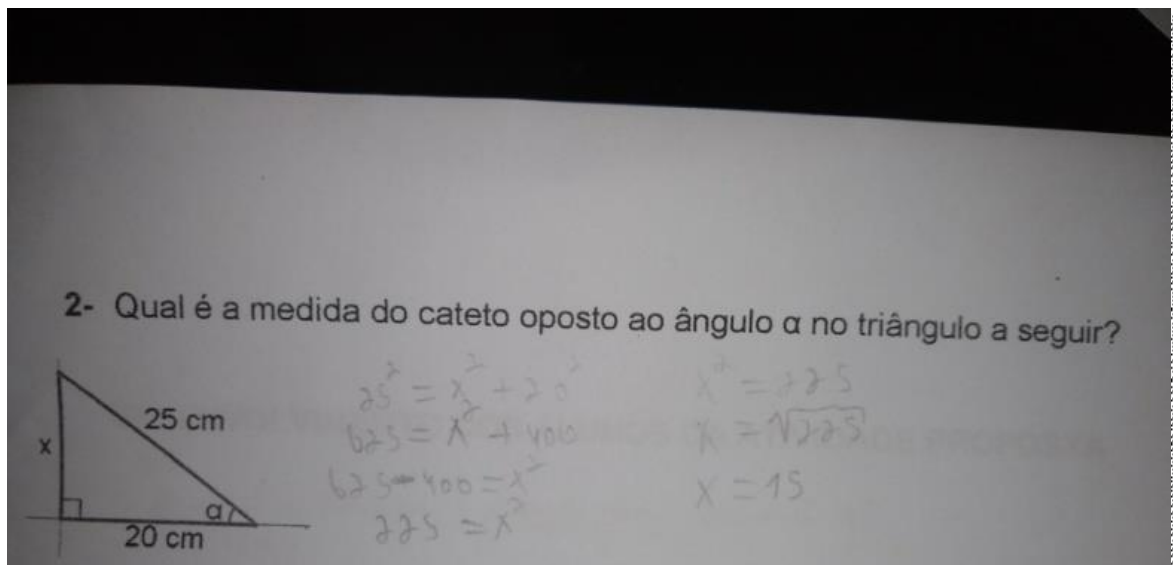 2- Qual é a medida do cateto oposto ao ângulo α no triângulo a seguir?
25 cm
x
α
20 cm
25² = x² + 20²
625 = x² + 400
625 - 400 = x²
225 = x²
x² = 225
x = √225
x = 15